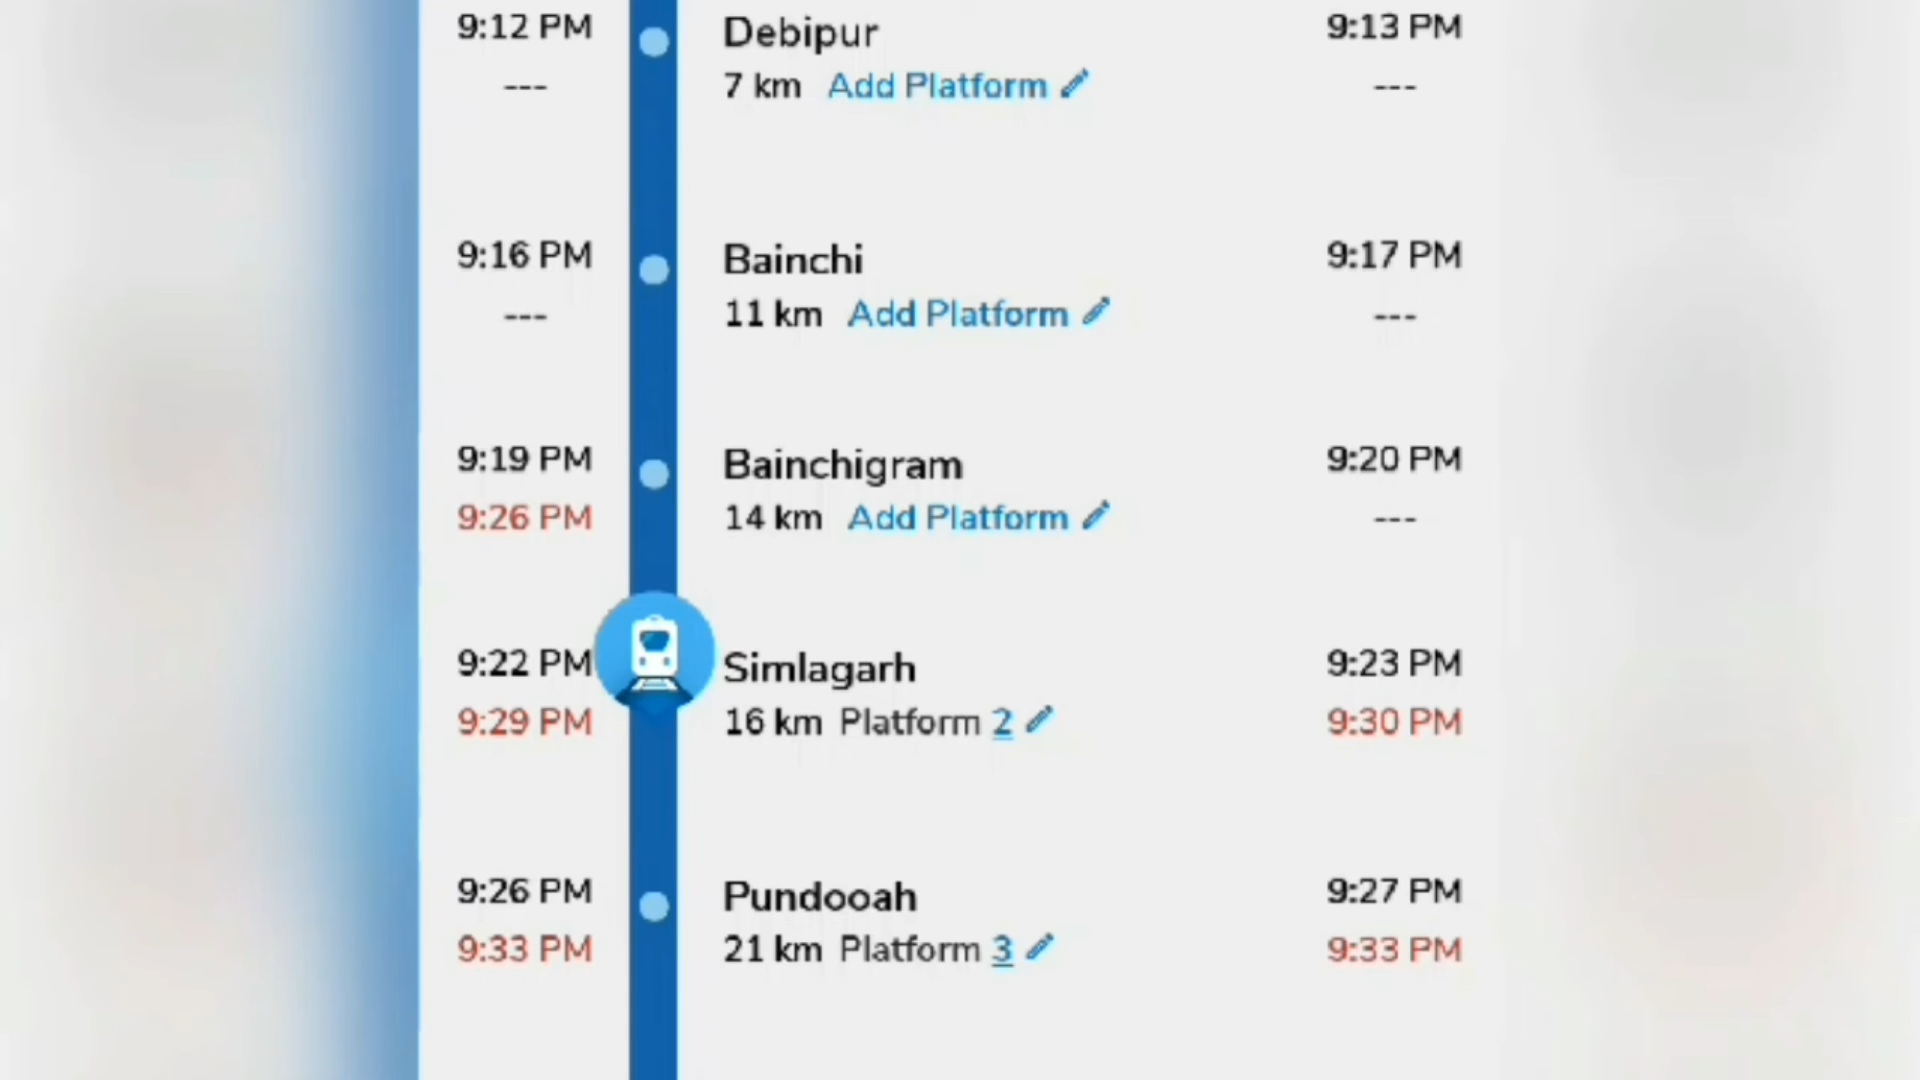 9:12 PM Debipur 9:13 PM
--- 7 km Add Platform ---
9:16 PM Bainchi 9:17 PM
--- 11 km Add Platform ---
9:19 PM Bainchigram 9:20 PM
9:26 PM 14 km Add Platform ---
9:22 PM Simlagarh 9:23 PM
9:29 PM 16 km Platform 2 9:30 PM
9:26 PM Pundooah 9:27 PM
9:33 PM 21 km Platform 3 9:33 PM